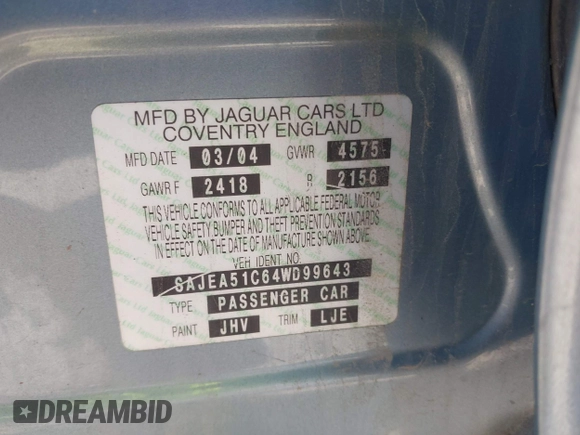 MFD BY JAGUAR CARS LTD
COVENTRY ENGLAND
MFD DATE 03/04 GVWR 4575
GAWR F 2418 R 2156
THIS VEHICLE CONFORMS TO ALL APPLICABLE FEDERAL MOTOR
VEHICLE SAFETY BUMPER AND THEFT PREVENTION STANDARDS
IN EFFECT ON THE DATE OF MANUFACTURE SHOWN ABOVE.
VEH IDENT NO.
SAJEA51C64WD99643
TYPE PASSENGER CAR
PAINT JHV TRIM LJE
DREAMBID